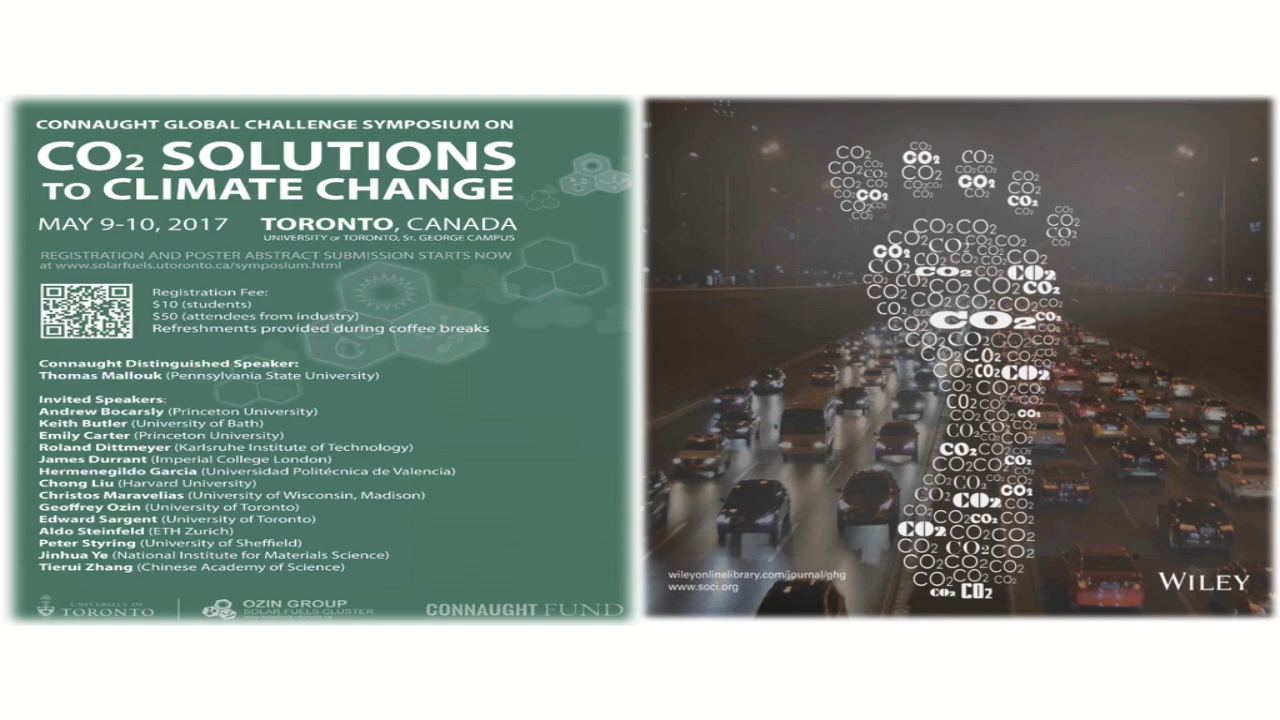 CONNAUGHT GLOBAL CHALLENGE SYMPOSIUM ON
CO₂ SOLUTIONS
TO CLIMATE CHANGE
MAY 9-10, 2017 TORONTO, CANADA
UNIVERSITY of TORONTO, ST. GEORGE CAMPUS
REGISTRATION AND POSTER ABSTRACT SUBMISSION STARTS NOW
at www.solarfuels.utoronto.ca/symposium.html
Registration Fee:
$10 (students)
$50 (attendees from industry)
Refreshments provided during coffee breaks
Connaught Distinguished Speaker:
Thomas Mallouk (Pennsylvania State University)
Invited Speakers:
Andrew Bocarsly (Princeton University)
Keith Butler (University of Bath)
Emily Carter (Princeton University)
Roland Dittmeyer (Karlsruhe Institute of Technology)
James Durrant (Imperial College London)
Hermenegildo Garcia (Universidad Politécnica de Valencia)
Chong Liu (Harvard University)
Christos Maravelias (University of Wisconsin, Madison)
Geoffrey Ozin (University of Toronto)
Edward Sargent (University of Toronto)
Aldo Steinfeld (ETH Zurich)
Peter Styring (University of Sheffield)
Jinhua Ye (National Institute for Materials Science)
Tierui Zhang (Chinese Academy of Science)
UNIVERSITY OF
TORONTO
OZIN GROUP
SOLAR FUELS CLUSTER
CONNAUGHT FUND
CO₂ CO₂ CO₂
CO₂
wileyonlinelibrary.com/journal/ghg
www.soci.org
WILEY